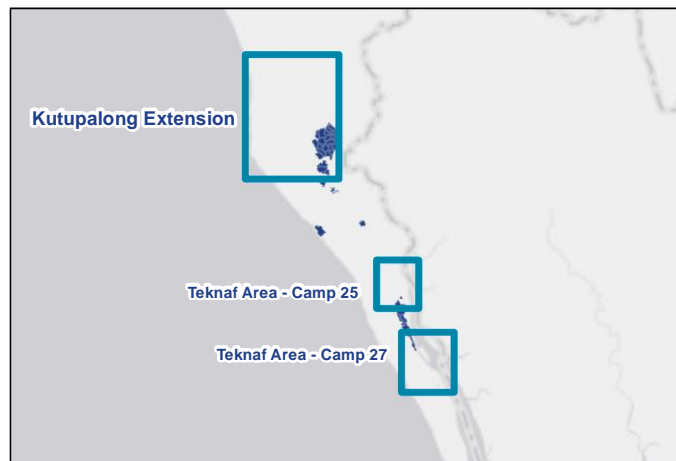 Kutupalong Extension
Teknaf Area - Camp 25
Teknaf Area - Camp 27